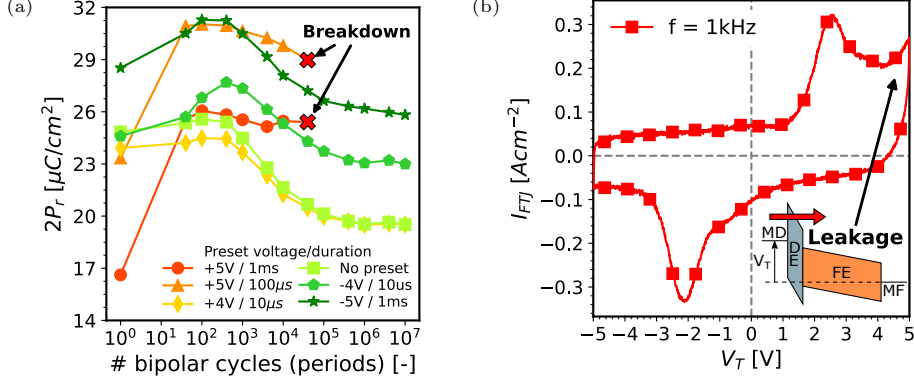 (a)
2Pr [μC/cm²]
32
29
26
23
20
17
14
Breakdown
Preset voltage/duration
+5V / 1ms
+5V / 100μs
+4V / 10μs
No preset
-4V / 10us
-5V / 1ms
10⁰ 10¹ 10² 10³ 10⁴ 10⁵ 10⁶ 10⁷
# bipolar cycles (periods) [-]
(b)
I_FTJ [Acm⁻²]
0.3
0.2
0.1
0.0
−0.1
−0.2
−0.3
f = 1kHz
Leakage
MD
D
E
V_T
FE
MF
−5 −4 −3 −2 −1 0 1 2 3 4 5
V_T [V]